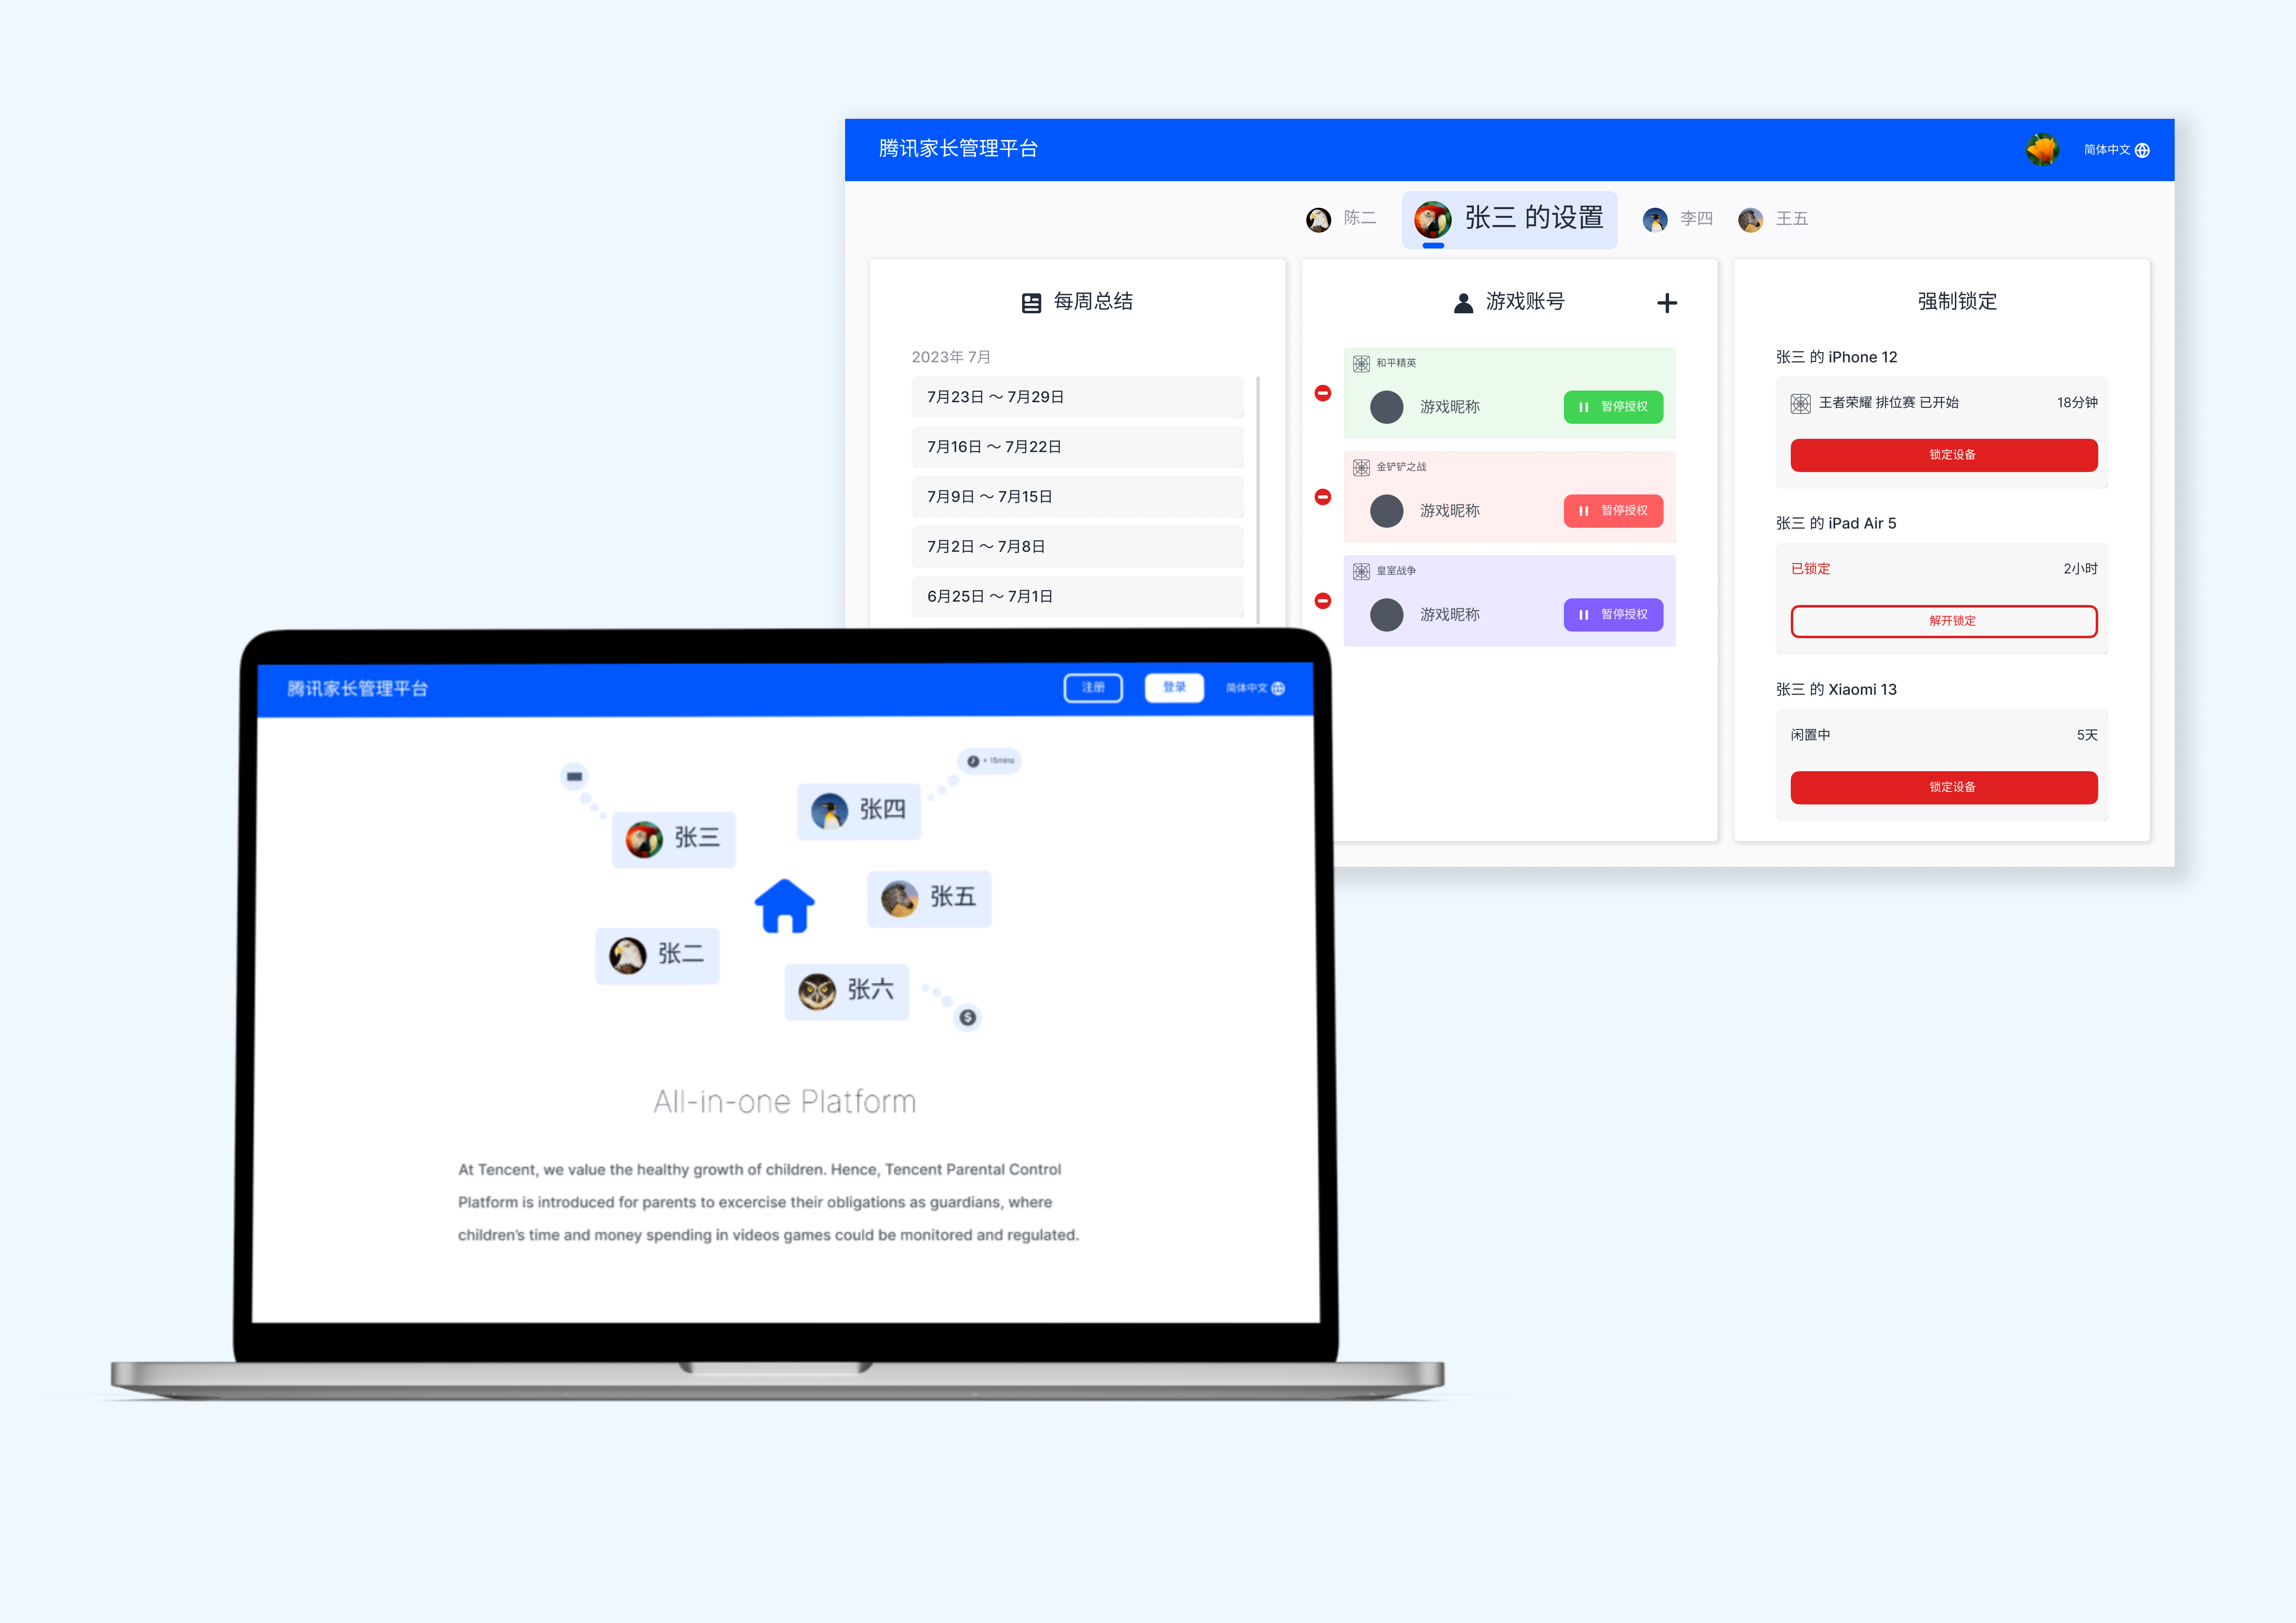 腾讯家长管理平台
简体中文
陈二
张三 的设置
李四
王五
每周总结
2023年 7月
7月23日 ～ 7月29日
7月16日 ～ 7月22日
7月9日 ～ 7月15日
7月2日 ～ 7月8日
6月25日 ～ 7月1日
游戏账号
和平精英
游戏昵称
暂停授权
金铲铲之战
游戏昵称
暂停授权
皇室战争
游戏昵称
暂停授权
强制锁定
张三 的 iPhone 12
王者荣耀 排位赛 已开始 18分钟
锁定设备
张三 的 iPad Air 5
已锁定 2小时
解开锁定
张三 的 Xiaomi 13
闲置中 5天
锁定设备
腾讯家长管理平台
注册
登录
简体中文
+ 15mins
张四
张三
张五
张二
张六
All-in-one Platform
At Tencent, we value the healthy growth of children. Hence, Tencent Parental Control
Platform is introduced for parents to excercise their obligations as guardians, where
children's time and money spending in videos games could be monitored and regulated.